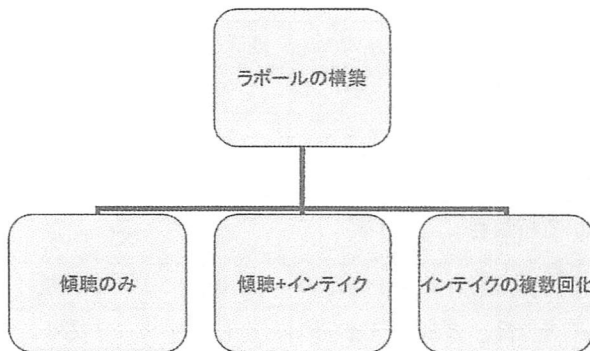 ラポールの構築
傾聴のみ
傾聴+インテイク
インテイクの複数回化